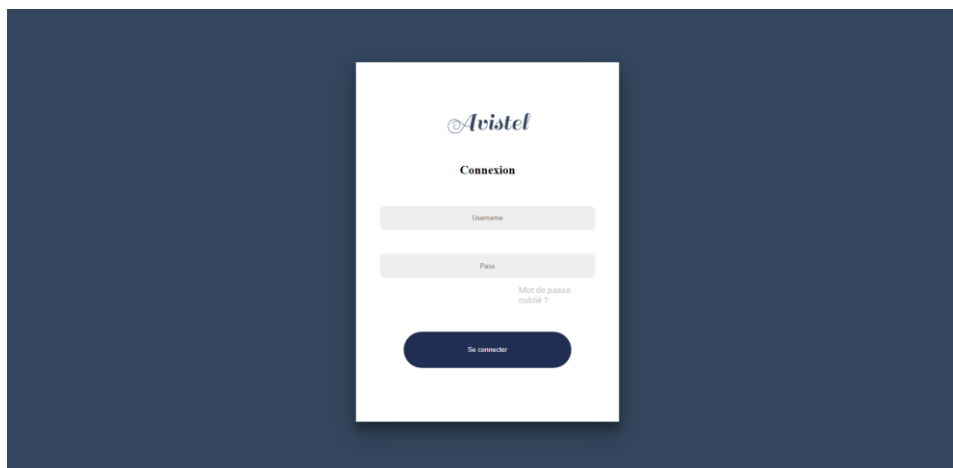 Avistel
Connexion
Username
Pass
Mot de passe
oublié ?
Se connecter